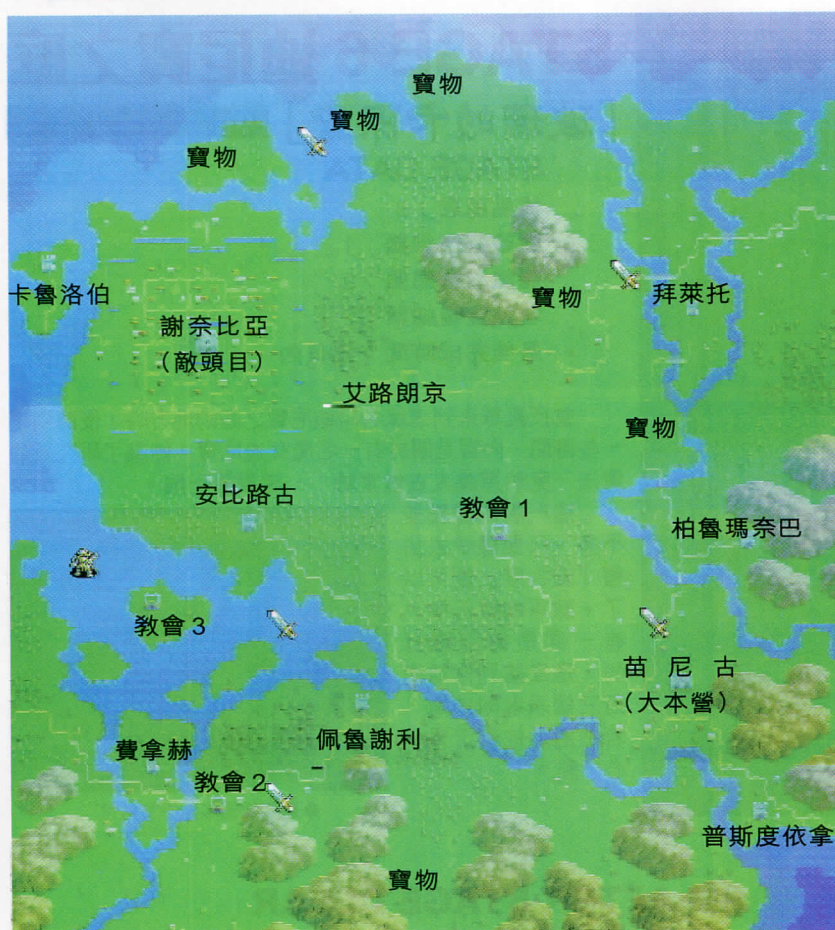 寶物
寶物
寶物
卡魯洛伯
寶物
拜萊托
謝奈比亞
（敵頭目）
艾路朗京
寶物
安比路古
教會1
柏魯瑪奈巴
教會3
苗尼古
（大本營）
費拿赫
佩魯謝利
教會2
普斯度依拿
寶物